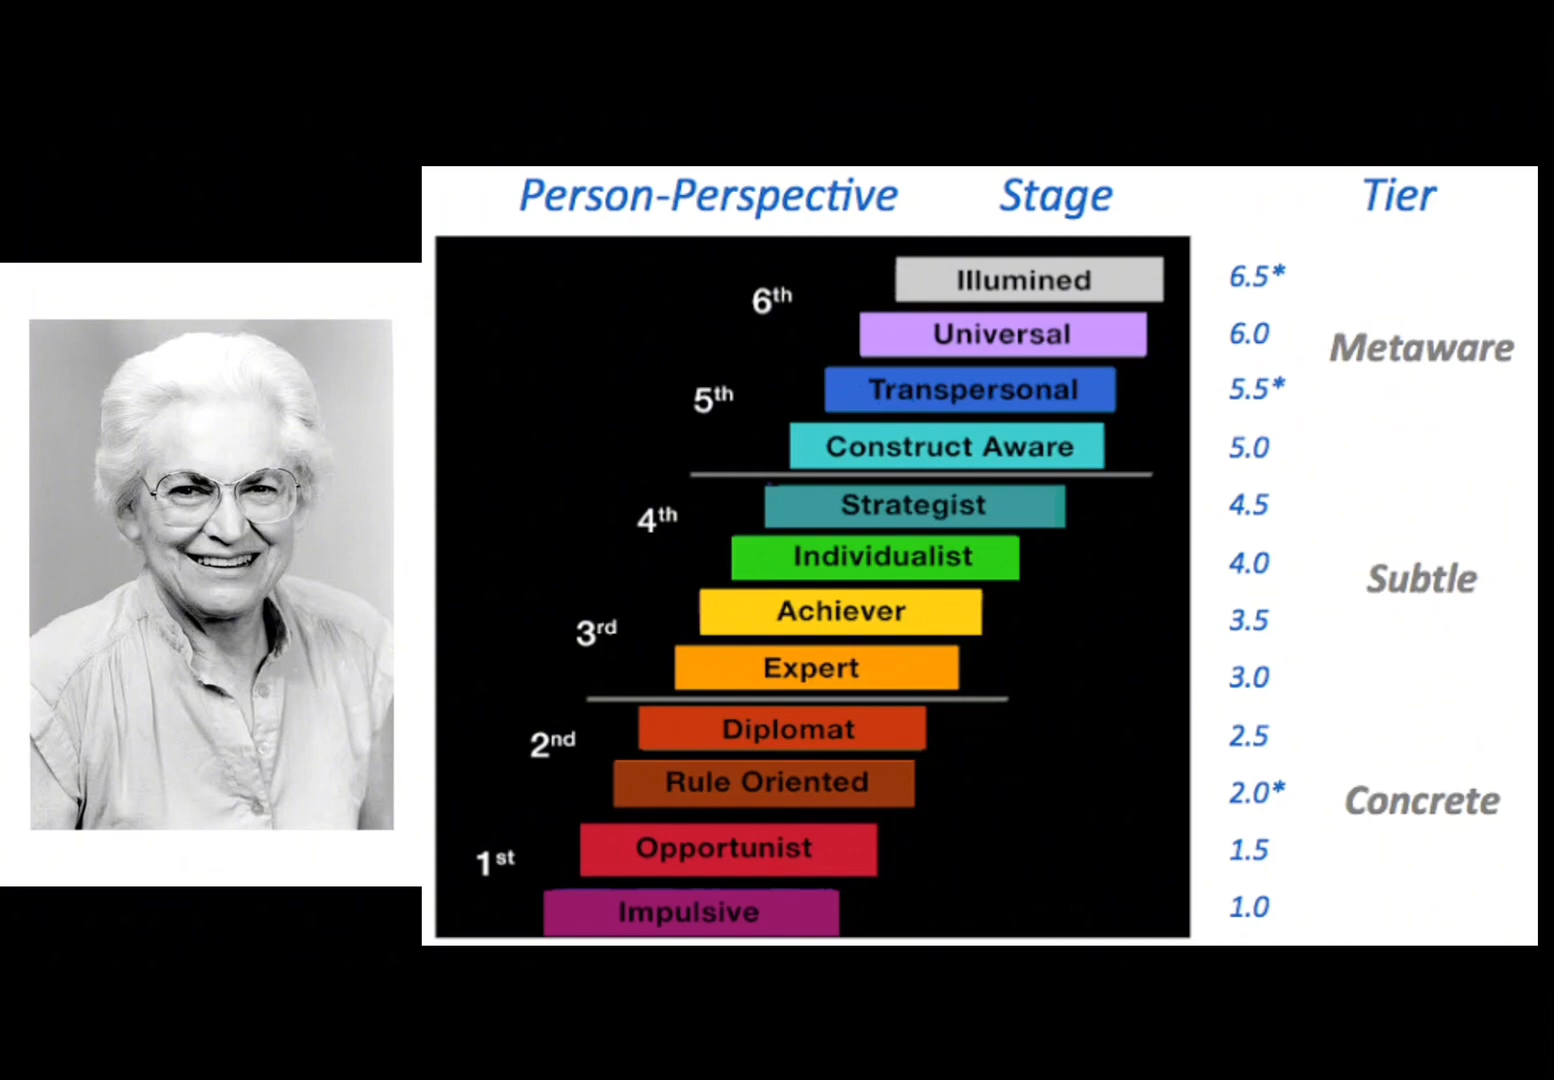 Person-Perspective Stage Tier
Illumined 6.5*
6th
Universal 6.0
Metaware
Transpersonal 5.5*
5th
Construct Aware 5.0
Strategist 4.5
4th
Individualist 4.0
Subtle
Achiever 3.5
3rd
Expert 3.0
Diplomat 2.5
2nd
Rule Oriented 2.0*
Concrete
Opportunist 1.5
1st
Impulsive 1.0